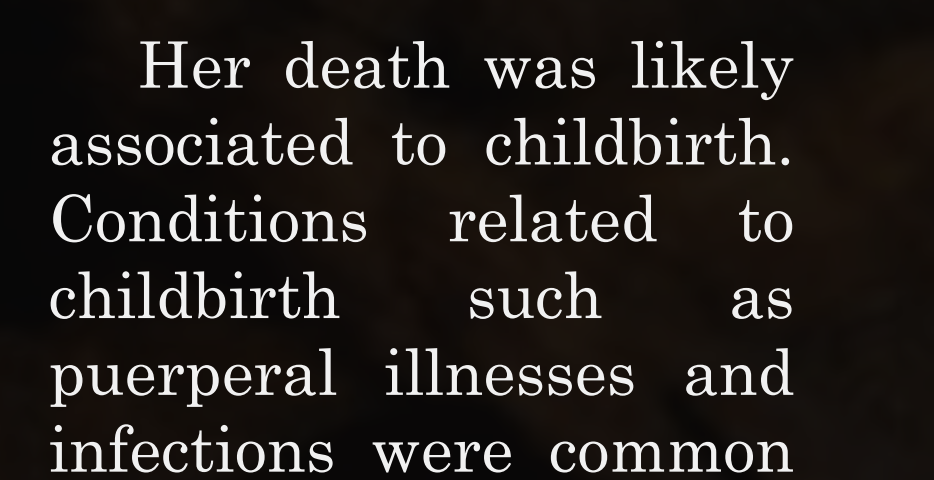 Her death was likely
associated to childbirth.
Conditions related to
childbirth such as
puerperal illnesses and
infections were common